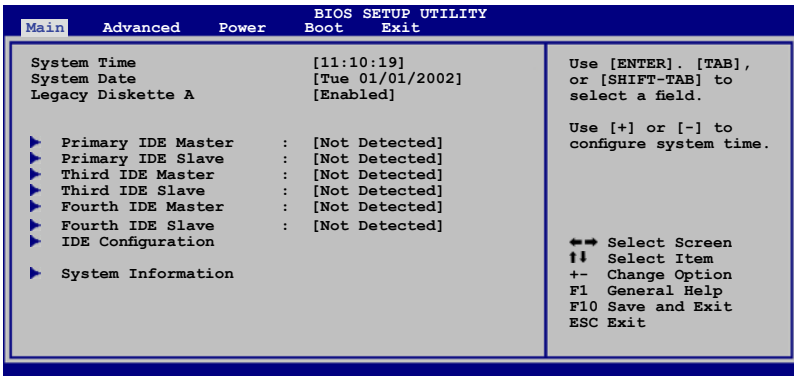 BIOS SETUP UTILITY
Main Advanced Power Boot Exit
System Time [11:10:19]
System Date [Tue 01/01/2002]
Legacy Diskette A [Enabled]
Primary IDE Master : [Not Detected]
Primary IDE Slave : [Not Detected]
Third IDE Master : [Not Detected]
Third IDE Slave : [Not Detected]
Fourth IDE Master : [Not Detected]
Fourth IDE Slave : [Not Detected]
IDE Configuration
System Information
Use [ENTER]. [TAB],
or [SHIFT-TAB] to
select a field.
Use [+] or [-] to
configure system time.
Select Screen
Select Item
+- Change Option
F1 General Help
F10 Save and Exit
ESC Exit